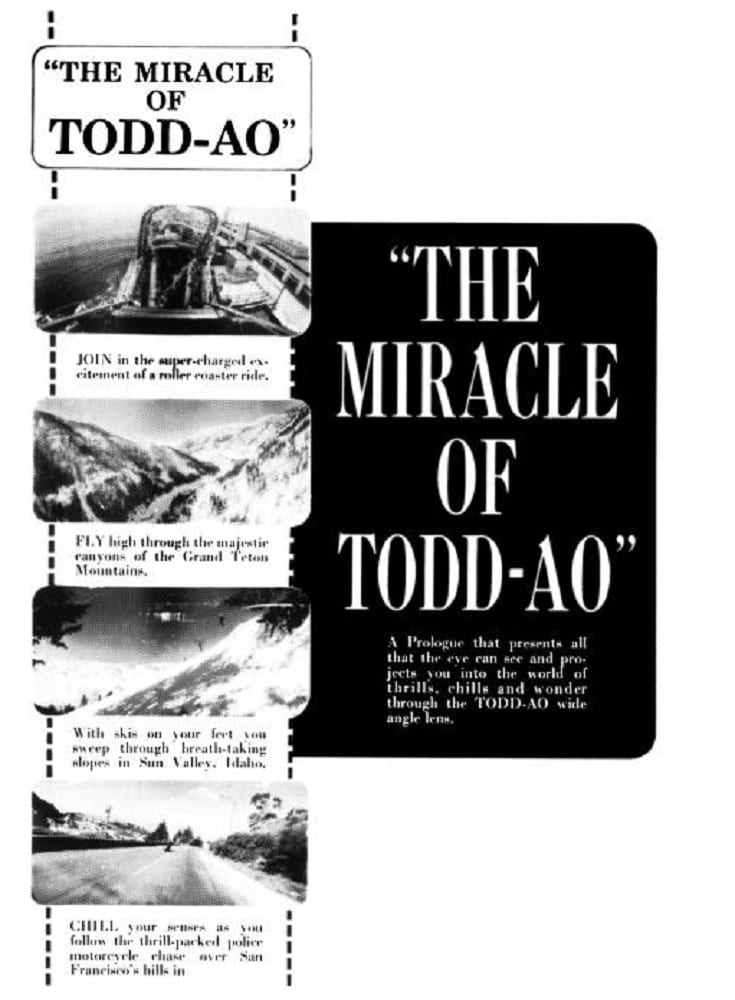 “THE MIRACLE
OF
TODD-AO”
JOIN in the super-charged ex-
citement of a roller coaster ride.
FLY high through the majestic
canyons of the Grand Teton
Mountains.
With skis on your feet you
sweep through breath-taking
slopes in Sun Valley, Idaho.
CHILL your senses as you
follow the thrill-packed police
motorcycle chase over San
Francisco's hills in
“THE
MIRACLE
OF
TODD-AO”
A Prologue that presents all
that the eye can see and pro-
jects you into the world of
thrills, chills and wonder
through the TODD-AO wide
angle lens.